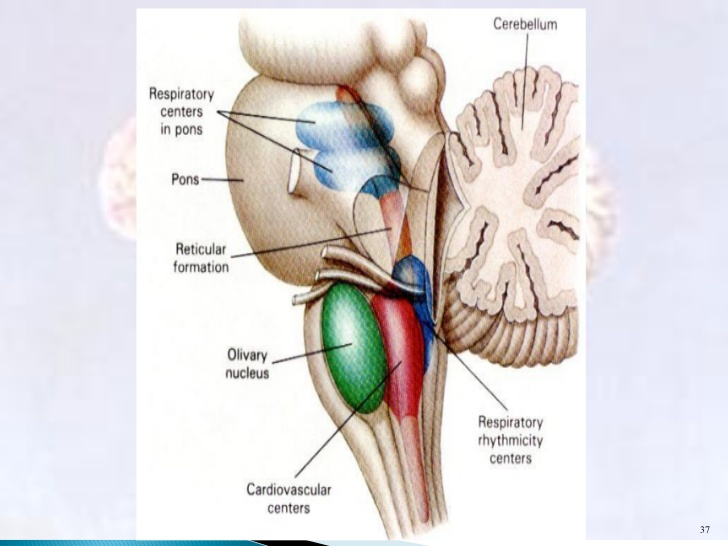 Cerebellum
Respiratory
centers
in pons
Pons
Reticular
formation
Olivary
nucleus
Respiratory
rhythmicity
centers
Cardiovascular
centers
37